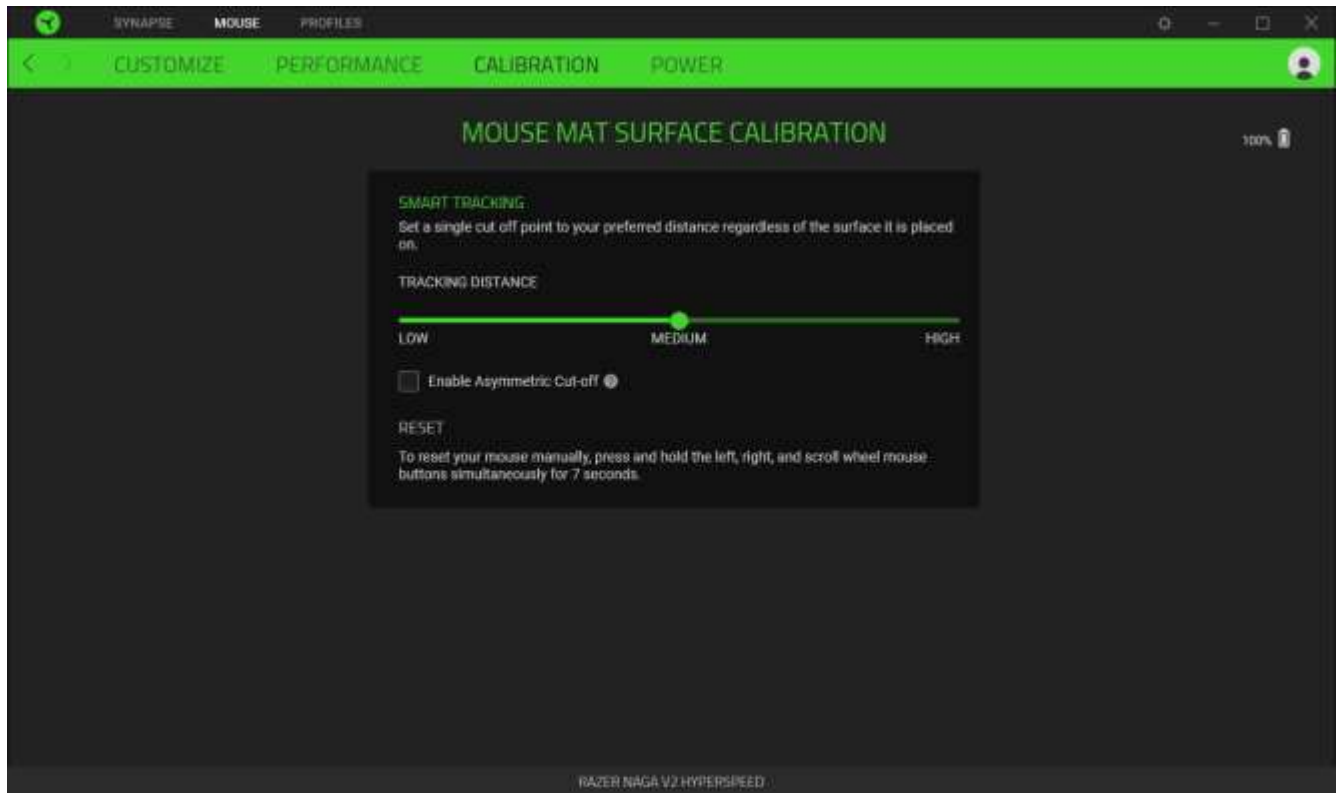 SYNAPSE MOUSE PROFILES
CUSTOMIZE PERFORMANCE CALIBRATION POWER
MOUSE MAT SURFACE CALIBRATION
100%
SMART TRACKING
Set a single cut off point to your preferred distance regardless of the surface it is placed
on.
TRACKING DISTANCE
LOW MEDIUM HIGH
Enable Asymmetric Cut-off
RESET
To reset your mouse manually, press and hold the left, right, and scroll wheel mouse
buttons simultaneously for 7 seconds.
RAZER NAGA V2 HYPERSPEED